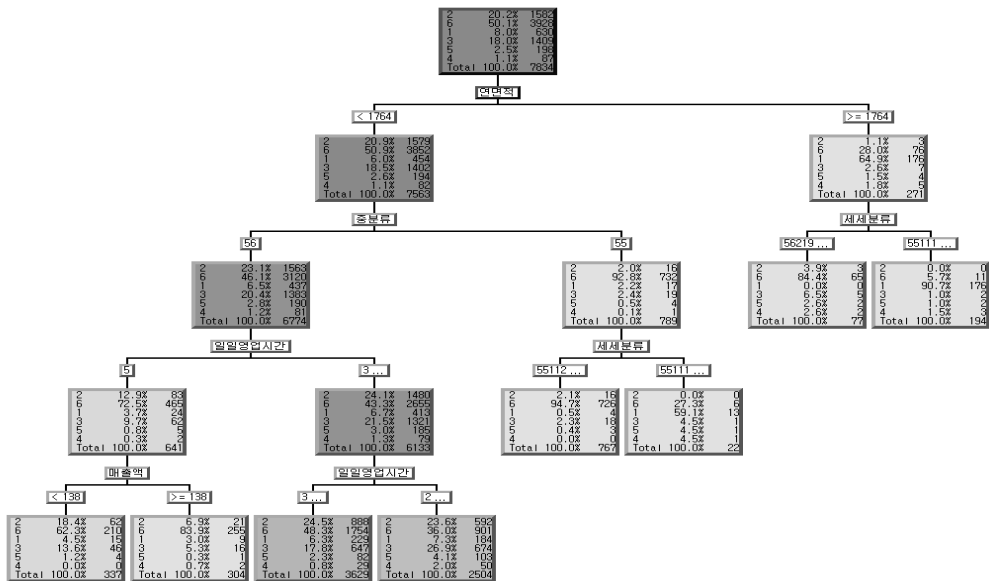 2 20.2% 1582
6 50.1% 3928
1 8.0% 630
3 18.0% 1409
5 2.5% 198
4 1.1% 87
Total 100.0% 7834
연면적
< 1764
>= 1764
2 20.9% 1579
6 50.9% 3852
1 6.0% 454
3 18.5% 1402
5 2.6% 194
4 1.1% 82
Total 100.0% 7563
2 1.1% 3
6 28.0% 76
1 64.9% 176
3 2.6% 7
5 1.5% 4
4 1.8% 5
Total 100.0% 271
중분류
세세분류
56
55
56219 ...
55111 ...
2 23.1% 1563
6 46.1% 3120
1 6.5% 437
3 20.4% 1383
5 2.8% 190
4 1.2% 81
Total 100.0% 6774
2 2.0% 16
6 92.8% 732
1 2.2% 17
3 2.4% 19
5 0.5% 4
4 0.1% 1
Total 100.0% 789
2 3.9% 3
6 84.4% 65
1 0.0% 0
3 6.5% 5
5 2.6% 2
4 2.6% 2
Total 100.0% 77
2 0.0% 0
6 5.7% 11
1 90.7% 176
3 1.0% 2
5 1.0% 2
4 1.5% 3
Total 100.0% 194
일일영업시간
세세분류
5
3 ...
55112 ...
55111 ...
2 12.9% 83
6 72.5% 465
1 3.7% 24
3 9.7% 62
5 0.8% 5
4 0.3% 2
Total 100.0% 641
2 24.1% 1480
6 43.3% 2655
1 6.7% 413
3 21.5% 1321
5 3.0% 185
4 1.3% 79
Total 100.0% 6133
2 2.1% 16
6 94.7% 726
1 0.5% 4
3 2.3% 18
5 0.4% 3
4 0.0% 0
Total 100.0% 767
2 0.0% 0
6 27.3% 6
1 59.1% 13
3 4.5% 1
5 4.5% 1
4 4.5% 1
Total 100.0% 22
매출액
일일영업시간
< 138
>= 138
3 ...
2 ...
2 18.4% 62
6 62.3% 210
1 4.5% 15
3 13.6% 46
5 1.2% 4
4 0.0% 0
Total 100.0% 337
2 6.9% 21
6 83.9% 255
1 3.0% 9
3 5.3% 16
5 0.3% 1
4 0.7% 2
Total 100.0% 304
2 24.5% 888
6 48.3% 1754
1 6.3% 229
3 17.8% 647
5 2.3% 82
4 0.8% 29
Total 100.0% 3629
2 23.6% 592
6 36.0% 901
1 7.3% 184
3 26.9% 674
5 4.1% 103
4 2.0% 50
Total 100.0% 2504